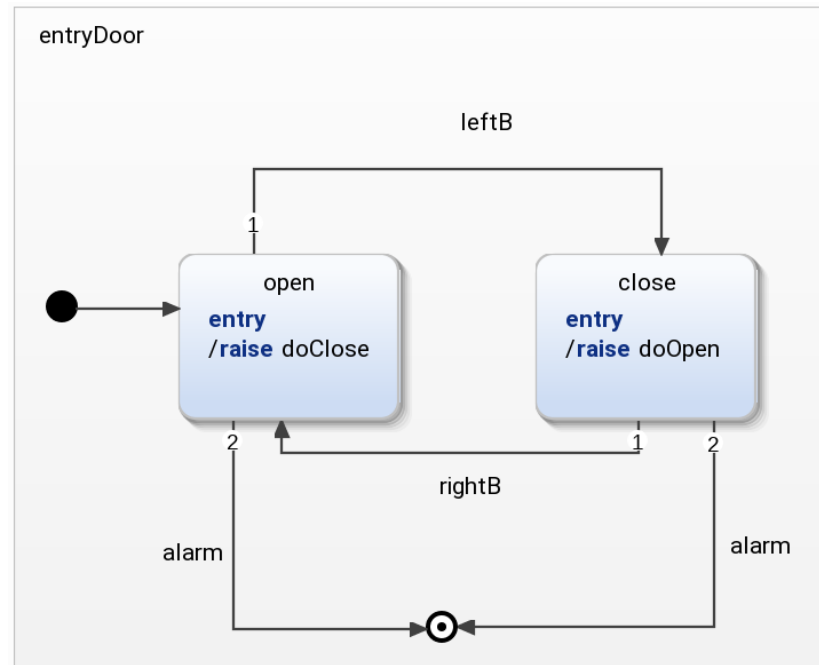 entryDoor
leftB
1
open
entry
/raise doClose
close
entry
/raise doOpen
2
1
2
rightB
alarm
alarm